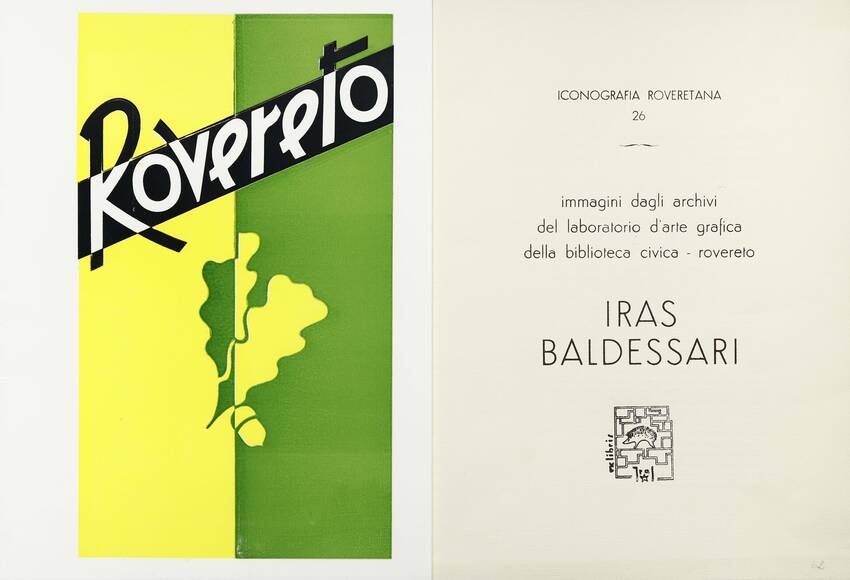 Rovereto
ICONOGRAFIA ROVERETANA
26
immagini dagli archivi
del laboratorio d'arte grafica
della biblioteca civica - rovereto
IRAS
BALDESSARI
ex libris